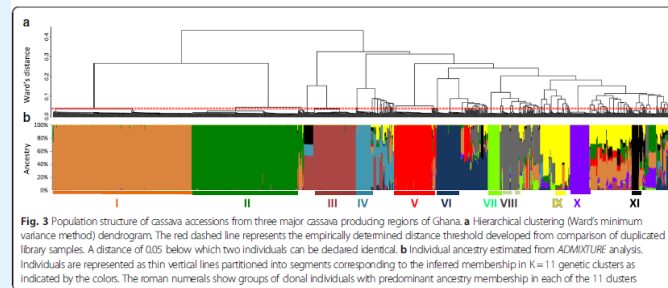 a
Ward's distance
0.4
0.3
0.2
0.1
0.0
b
Ancestry
100%
80%
60%
40%
20%
0%
I II III IV V VI VII VIII IX X XI
Fig. 3 Population structure of cassava accessions from three major cassava producing regions of Ghana. a Hierarchical clustering (Ward's minimum
variance method) dendrogram. The red dashed line represents the empirically determined distance threshold developed from comparison of duplicated
library samples. A distance of 0.05 below which two individuals can be declared identical. b Individual ancestry estimated from ADMIXTURE analysis.
Individuals are represented as thin vertical lines partitioned into segments corresponding to the inferred membership in K = 11 genetic clusters as
indicated by the colors. The roman numerals show groups of clonal individuals with predominant ancestry membership in each of the 11 clusters